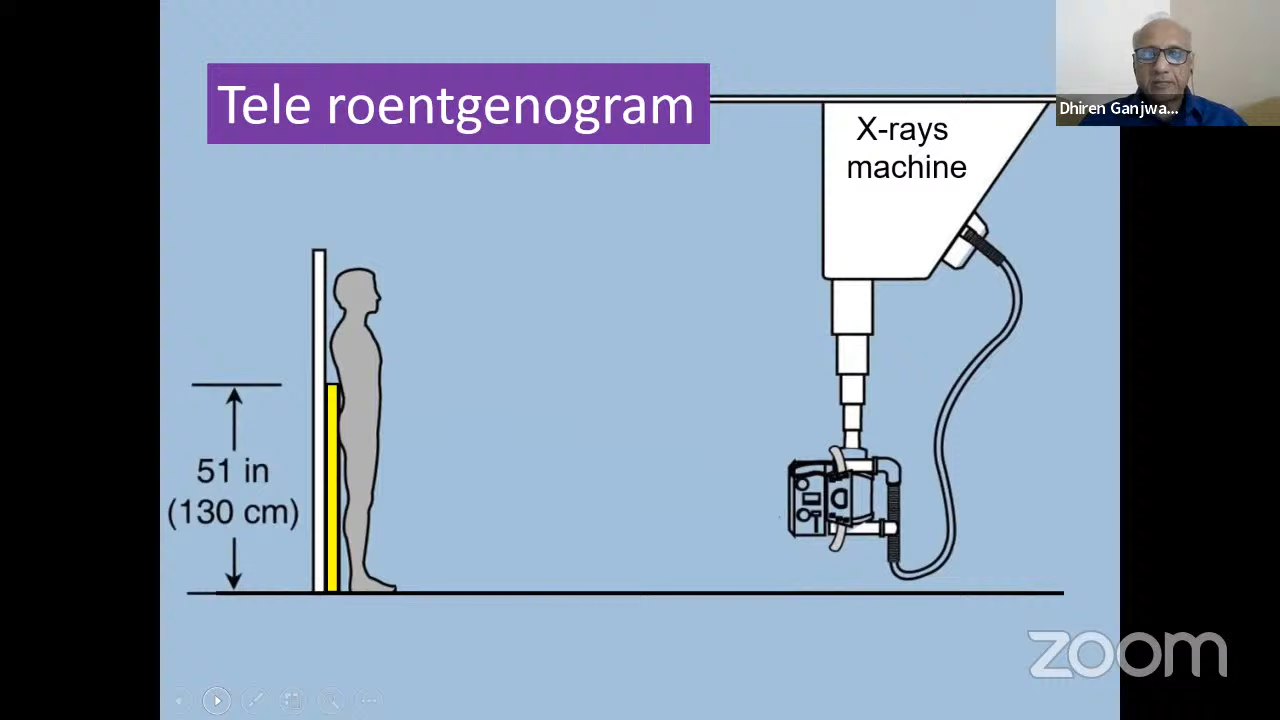 Tele roentgenogram
X-rays
machine
Dhiren Ganjwa...
51 in
(130 cm)
zoom